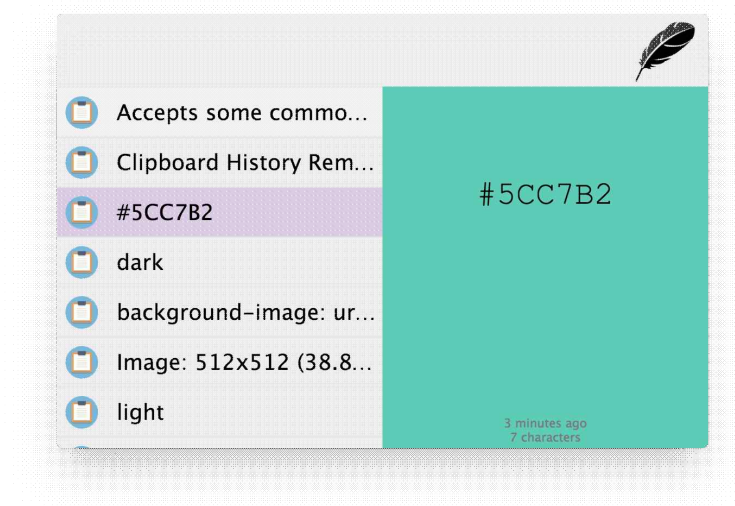 Accepts some commo...
Clipboard History Rem...
#5CC7B2
dark
background-image: ur...
Image: 512x512 (38.8...
light
#5CC7B2
3 minutes ago
7 characters